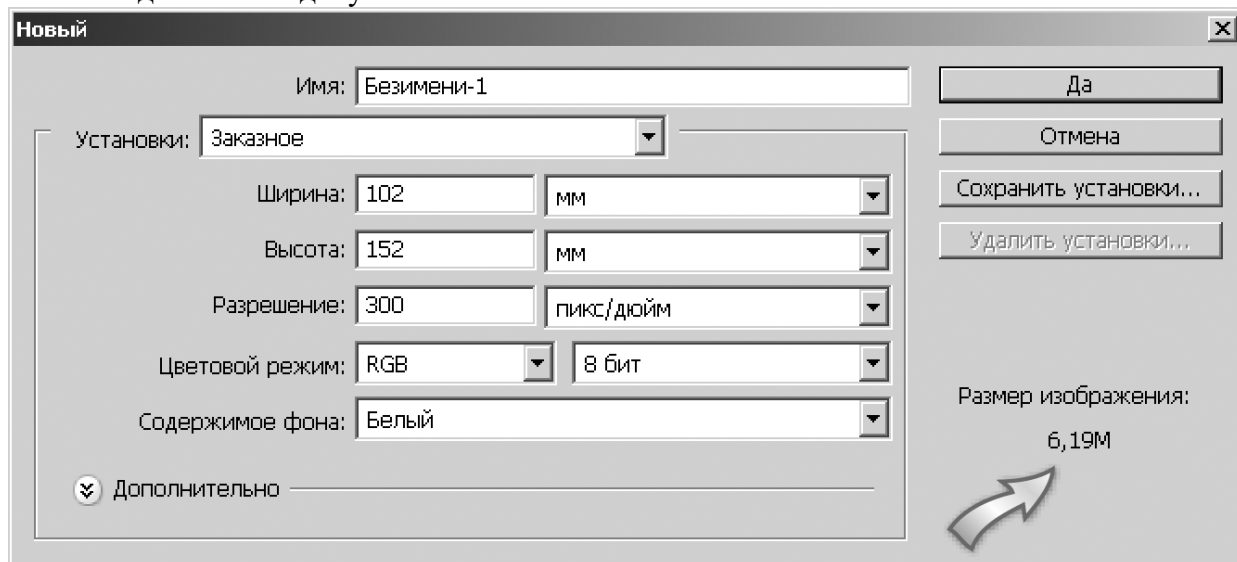 Новый
Имя: Безимени-1
Да
Установки: Заказное
Отмена
Ширина: 102 мм
Сохранить установки...
Высота: 152 мм
Удалить установки...
Разрешение: 300 пикс/дюйм
Цветовой режим: RGB 8 бит
Размер изображения:
Содержимое фона: Белый
6,19M
Дополнительно